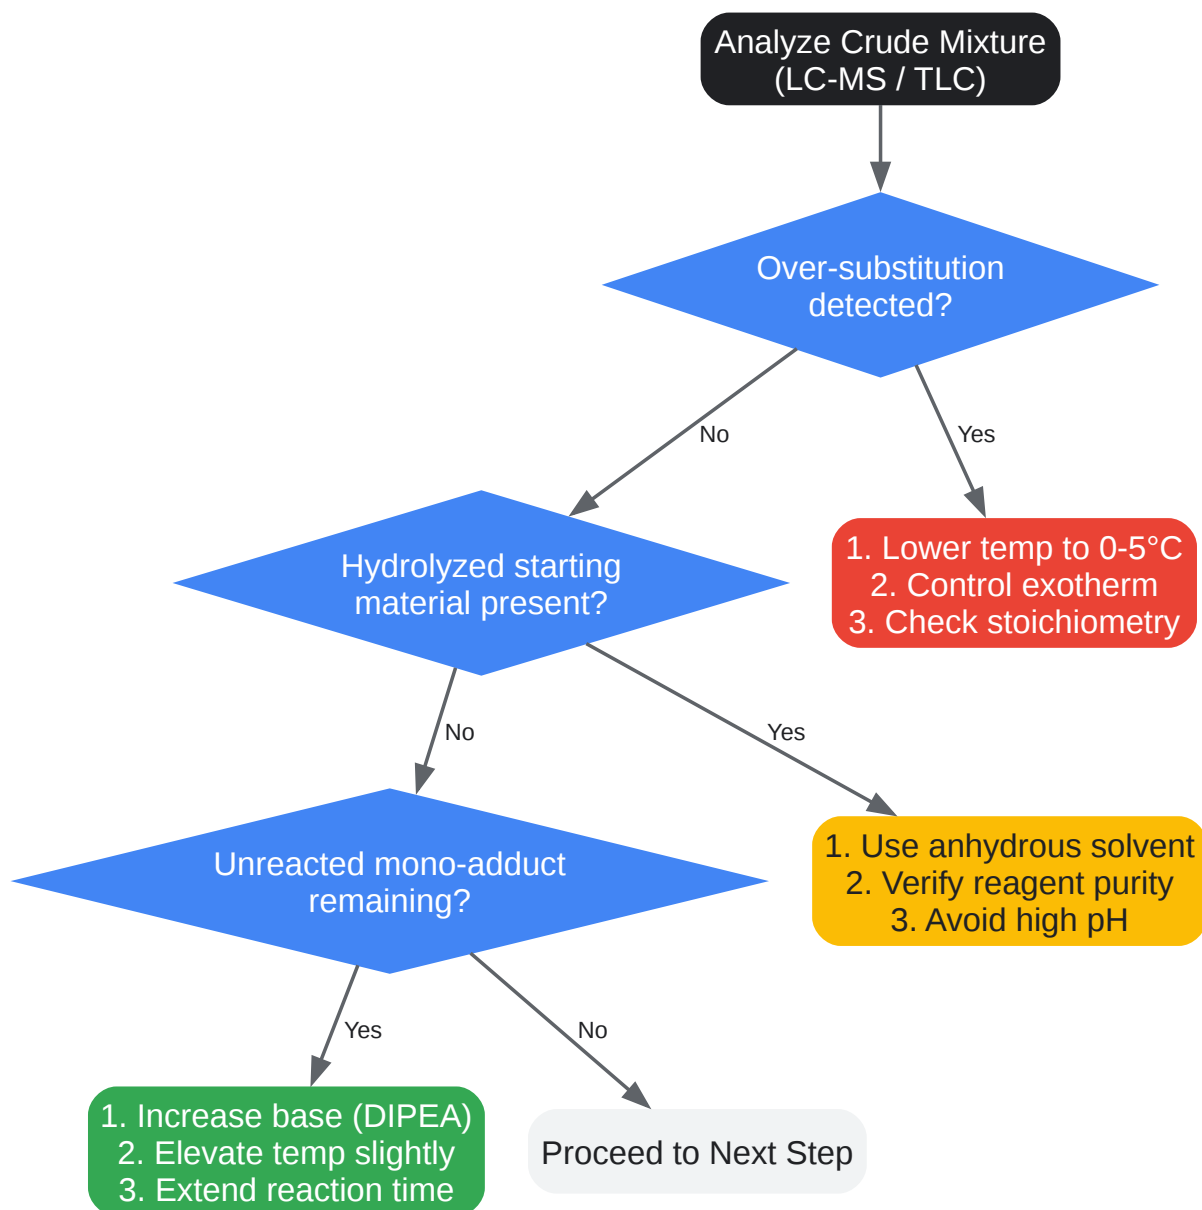 Analyze Crude Mixture
(LC-MS / TLC)
Over-substitution
detected?
No
Yes
Hydrolyzed starting
material present?
1. Lower temp to 0-5°C
2. Control exotherm
3. Check stoichiometry
No
Yes
Unreacted mono-adduct
remaining?
1. Use anhydrous solvent
2. Verify reagent purity
3. Avoid high pH
Yes
No
1. Increase base (DIPEA)
2. Elevate temp slightly
3. Extend reaction time
Proceed to Next Step